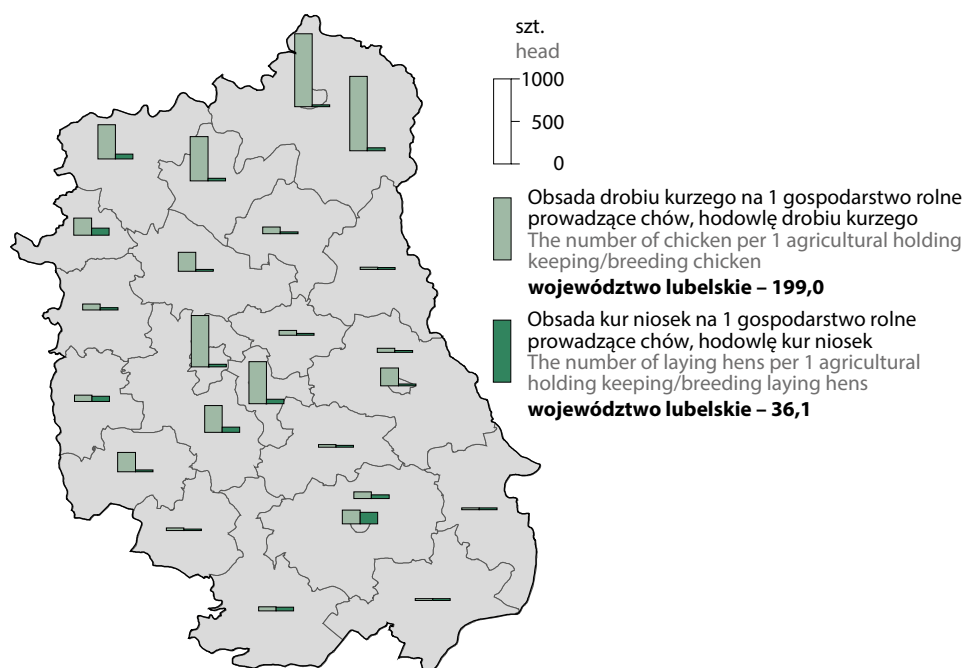 szt.
head
1000
500
0
Obsada drobiu kurzego na 1 gospodarstwo rolne
prowadzące chów, hodowlę drobiu kurzego
The number of chicken per 1 agricultural holding
keeping/breeding chicken
województwo lubelskie – 199,0
Obsada kur niosek na 1 gospodarstwo rolne
prowadzące chów, hodowlę kur niosek
The number of laying hens per 1 agricultural
holding keeping/breeding laying hens
województwo lubelskie – 36,1